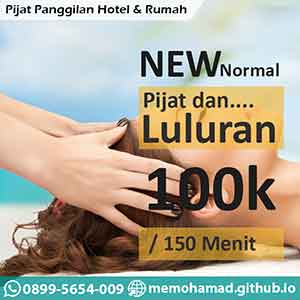 Pijat Panggilan Hotel & Rumah
NEW Normal
Pijat dan....
Luluran
100k
/ 150 Menit
0899-5654-009 memohamad.github.io